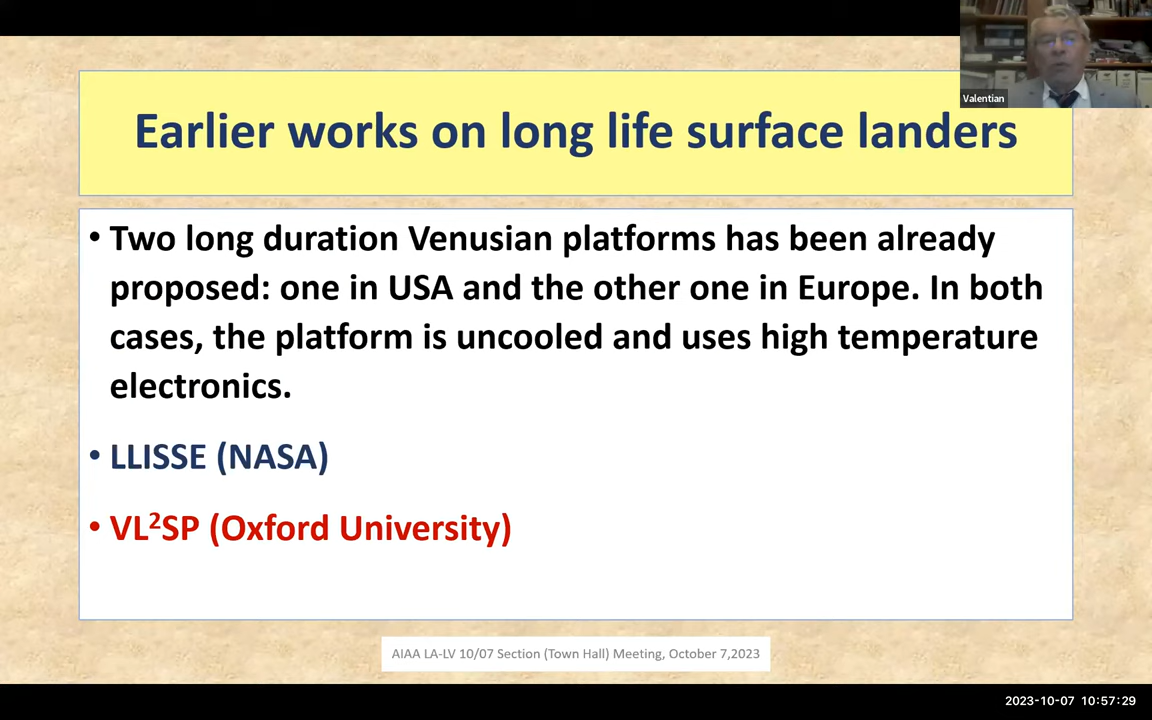 Valentian
Earlier works on long life surface landers
• Two long duration Venusian platforms has been already
proposed: one in USA and the other one in Europe. In both
cases, the platform is uncooled and uses high temperature
electronics.
• LLISSE (NASA)
• VL²SP (Oxford University)
AIAA LA-LV 10/07 Section (Town Hall) Meeting, October 7,2023
2023-10-07 10:57:29